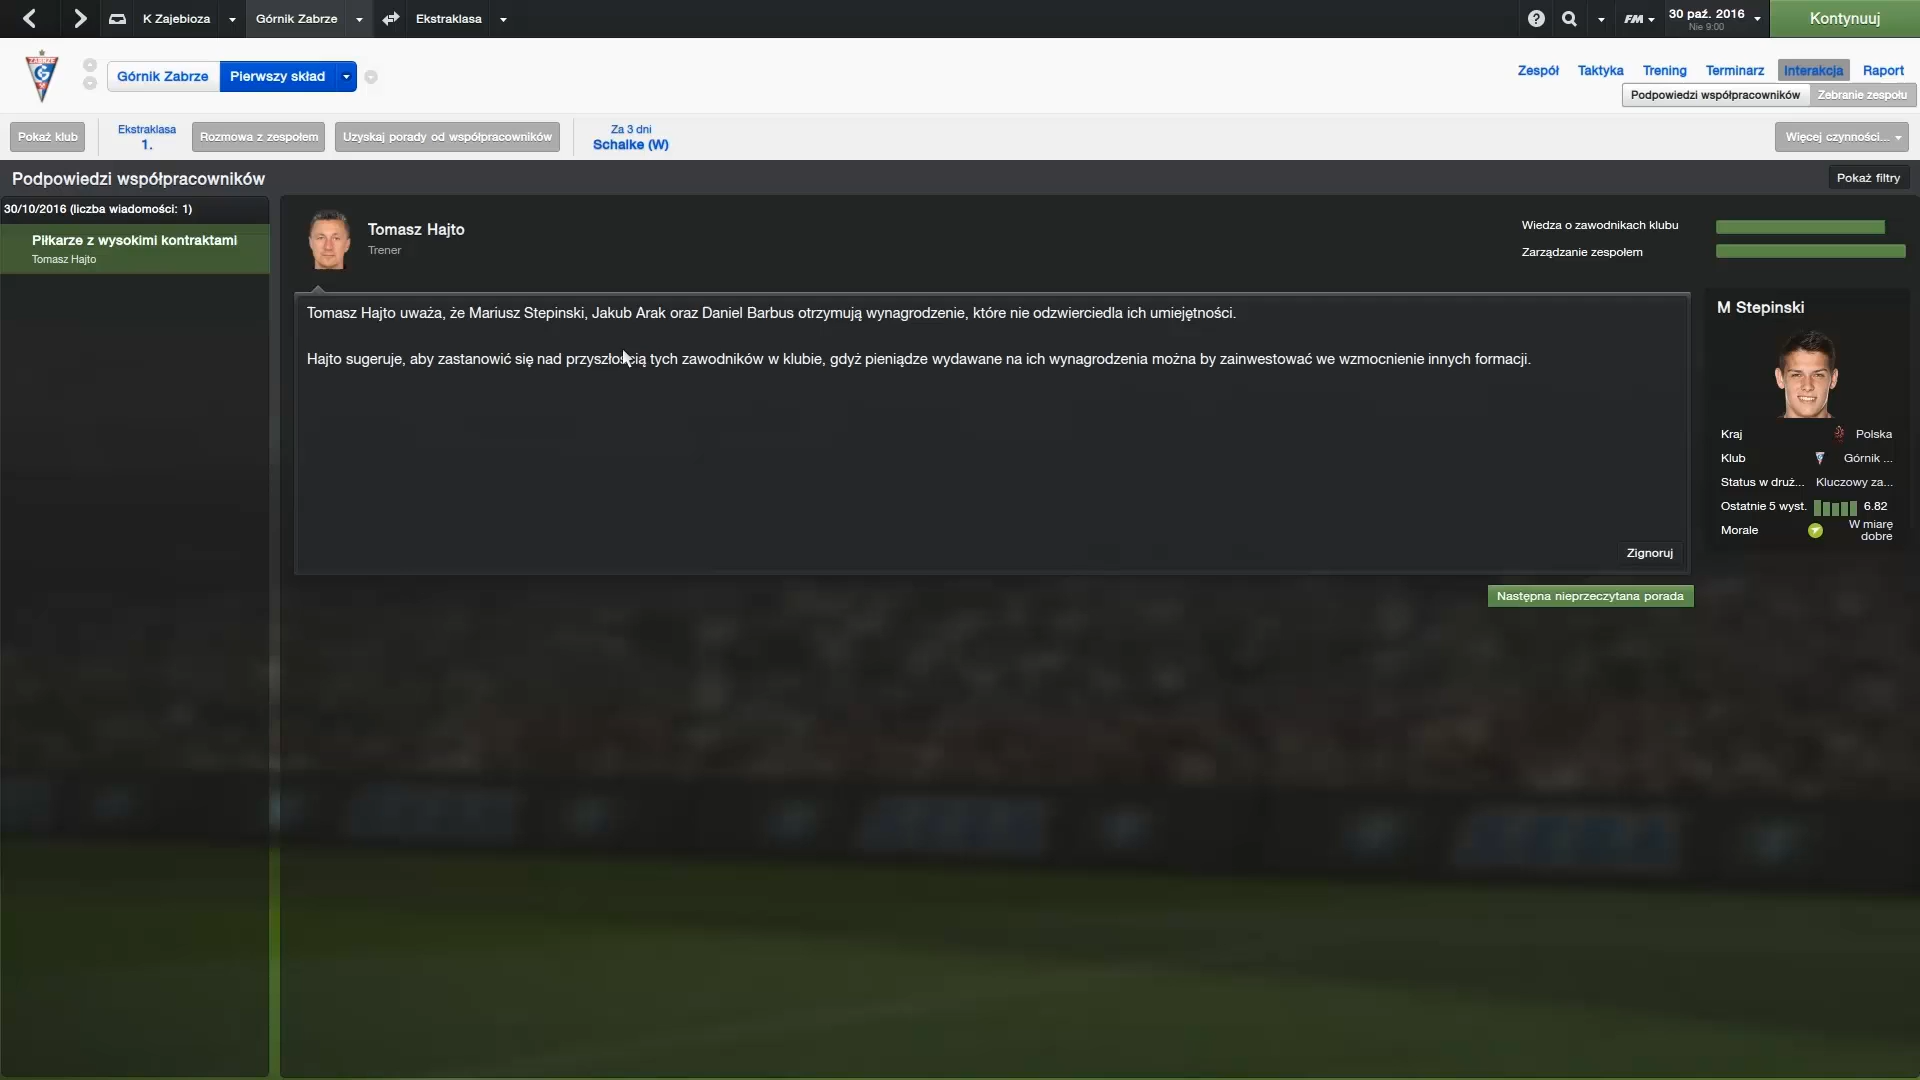 K Zajebioza
Górnik Zabrze
Ekstraklasa
FM
30 paź. 2016
Nie 9:00
Kontynuuj
Górnik Zabrze
Pierwszy skład
Zespół
Taktyka
Trening
Terminarz
Interakcja
Raport
Podpowiedzi współpracowników
Zebranie zespołu
Pokaż klub
Ekstraklasa
1.
Rozmowa z zespołem
Uzyskaj porady od współpracowników
Za 3 dni
Schalke (W)
Więcej czynności...
Podpowiedzi współpracowników
Pokaż filtry
30/10/2016 (liczba wiadomości: 1)
Piłkarze z wysokimi kontraktami
Tomasz Hajto
Tomasz Hajto
Trener
Wiedza o zawodnikach klubu
Zarządzanie zespołem
Tomasz Hajto uważa, że Mariusz Stepinski, Jakub Arak oraz Daniel Barbus otrzymują wynagrodzenie, które nie odzwierciedla ich umiejętności.
Hajto sugeruje, aby zastanowić się nad przyszłością tych zawodników w klubie, gdyż pieniądze wydawane na ich wynagrodzenia można by zainwestować we wzmocnienie innych formacji.
Zignoruj
Następna nieprzeczytana porada
M Stepinski
Kraj Polska
Klub Górnik ...
Status w druż... Kluczowy za...
Ostatnie 5 wyst. 6.82
Morale W miarę
dobre